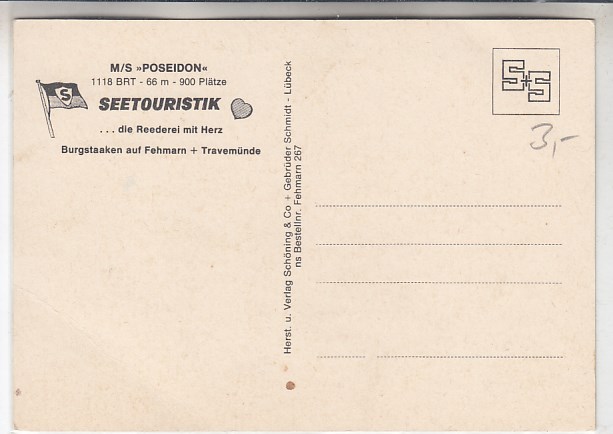 M/S »POSEIDON«
1118 BRT - 66 m - 900 Plätze
S
SEETOURISTIK
... die Reederei mit Herz
Burgstaaken auf Fehmarn + Travemünde
Herst. u. Verlag Schöning & Co + Gebrüder Schmidt - Lübeck
ns Bestellnr. Fehmarn 267
S+S
3,-